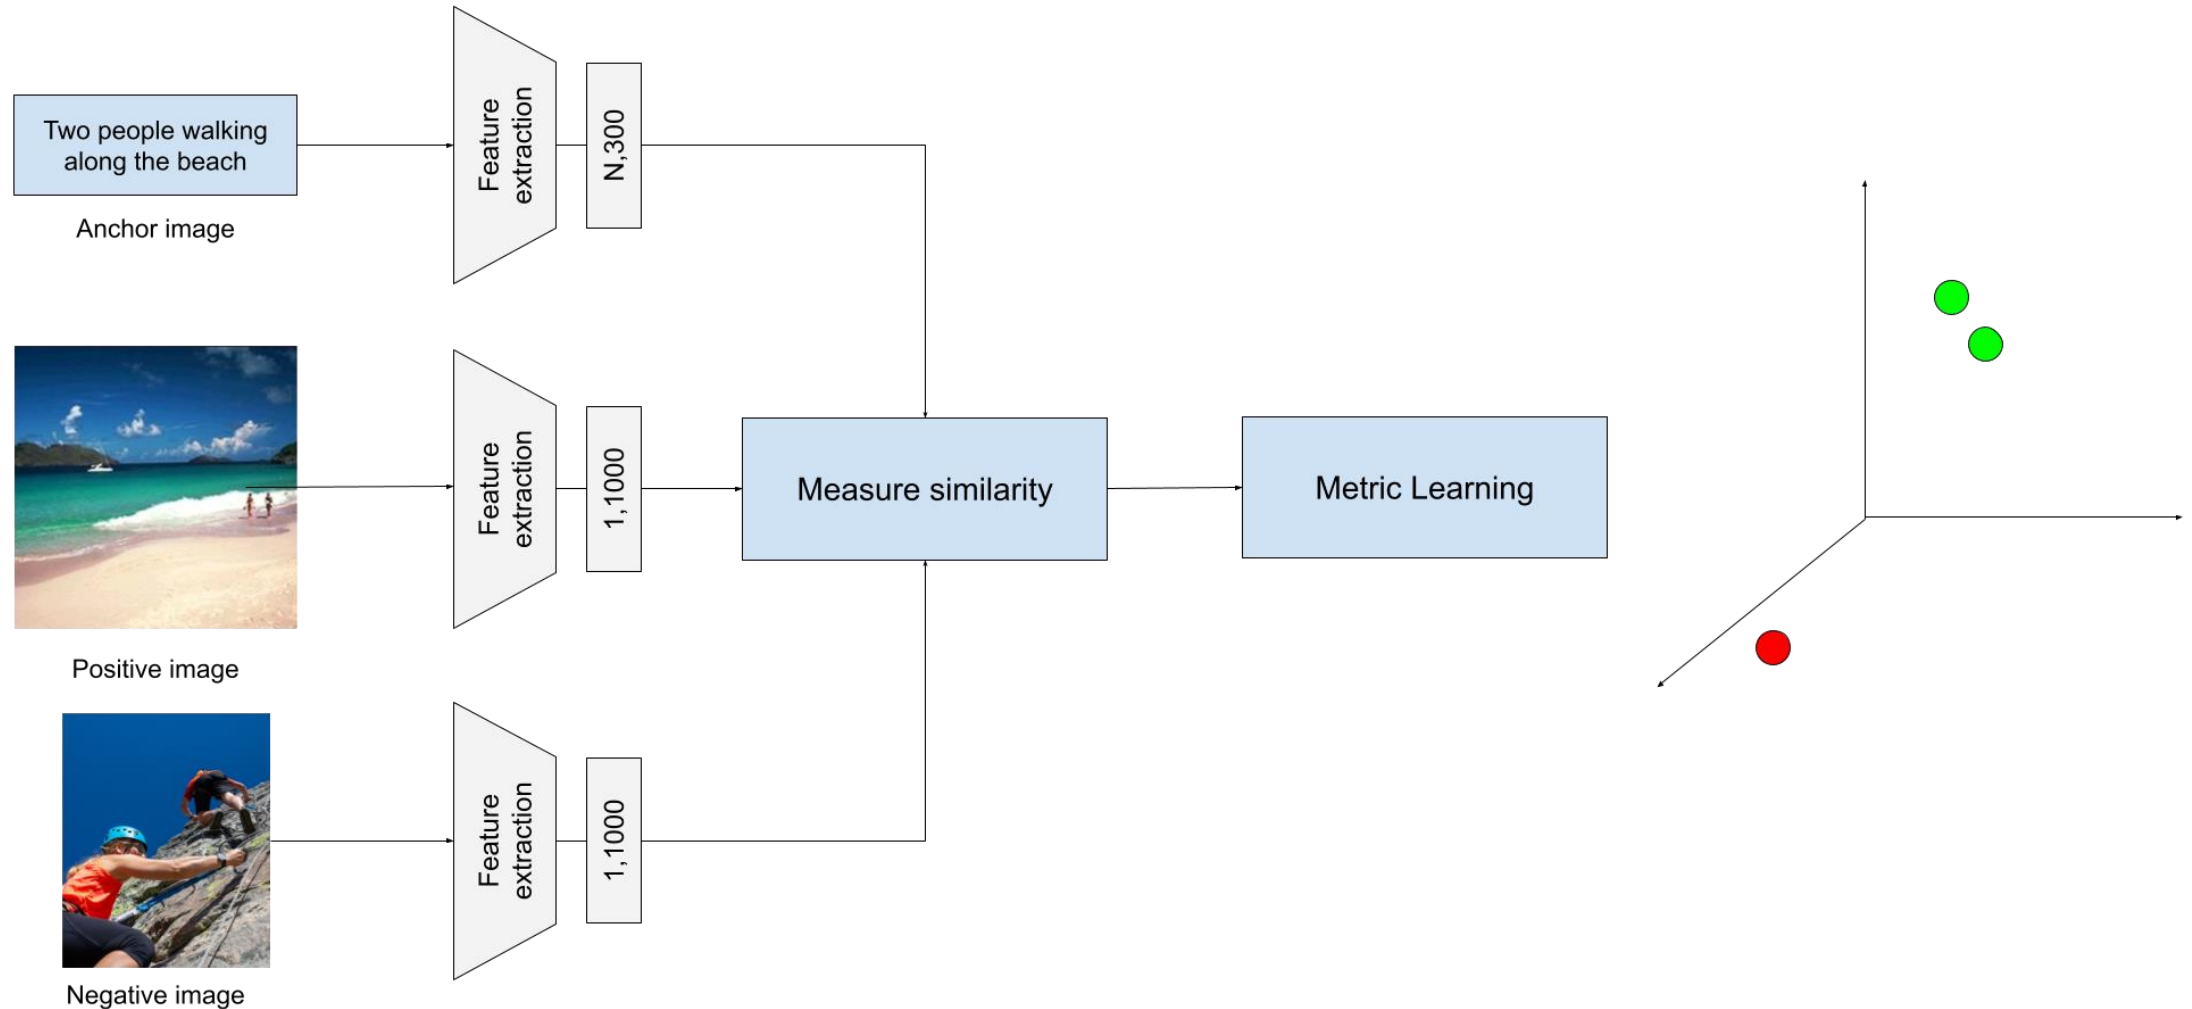 Two people walking
along the beach
Anchor image
Feature
extraction
N,300
Positive image
Feature
extraction
1,1000
Measure similarity
Metric Learning
Negative image
Feature
extraction
1,1000